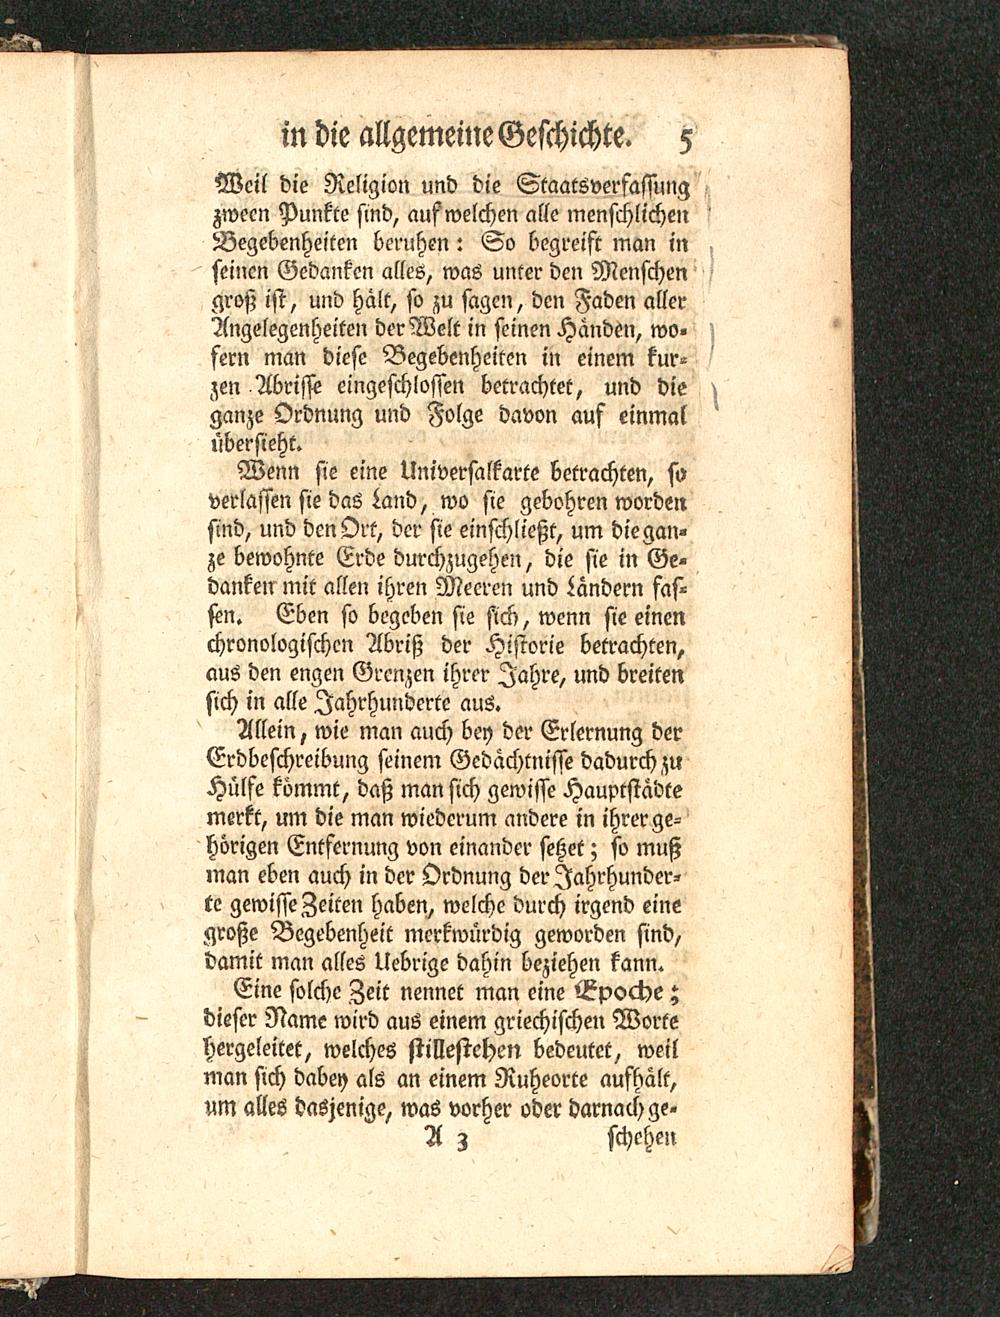 in die allgemeine Geschichte. 5
Weil die Religion und die Staatsverfassung
zween Punkte sind, auf welchen alle menschlichen
Begebenheiten beruhen: So begreift man in
seinen Gedanken alles, was unter den Menschen
groß ist, und hält, so zu sagen, den Faden aller
Angelegenheiten der Welt in seinen Händen, wo-
fern man diese Begebenheiten in einem kur-
zen Abrisse eingeschlossen betrachtet, und die
ganze Ordnung und Folge davon auf einmal
übersieht.
Wenn sie eine Universalkarte betrachten, so
verlassen sie das Land, wo sie gebohren worden
sind, und den Ort, der sie einschließt, um die gan-
ze bewohnte Erde durchzugehen, die sie in Ge-
danken mit allen ihren Meeren und Ländern fas-
sen. Eben so begeben sie sich, wenn sie einen
chronologischen Abriß der Historie betrachten,
aus den engen Grenzen ihrer Jahre, und breiten
sich in alle Jahrhunderte aus.
Allein, wie man auch bey der Erlernung der
Erdbeschreibung seinem Gedächtnisse dadurch zu
Hülfe kömmt, daß man sich gewisse Hauptstädte
merkt, um die man wiederum andere in ihrer ge-
hörigen Entfernung von einander setzet; so muß
man eben auch in der Ordnung der Jahrhunder-
te gewisse Zeiten haben, welche durch irgend eine
große Begebenheit merkwürdig geworden sind,
damit man alles Uebrige dahin beziehen kann.
Eine solche Zeit nennet man eine Epoche;
dieser Name wird aus einem griechischen Worte
hergeleitet, welches stillestehen bedeutet, weil
man sich dabey als an einem Ruheorte aufhält,
um alles dasjenige, was vorher oder darnach ge-
A 3 schehen